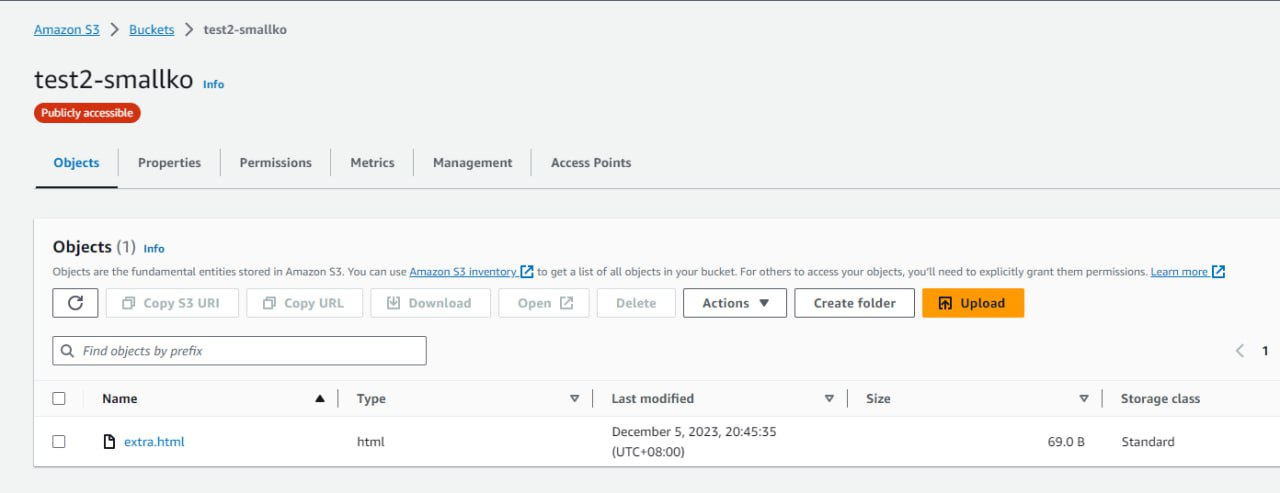 Amazon S3 > Buckets > test2-smallko
test2-smallko Info
Publicly accessible
Objects Properties Permissions Metrics Management Access Points
Objects (1) Info
Objects are the fundamental entities stored in Amazon S3. You can use Amazon S3 inventory to get a list of all objects in your bucket. For others to access your objects, you'll need to explicitly grant them permissions. Learn more
Copy S3 URI Copy URL Download Open Delete Actions Create folder Upload
Find objects by prefix 1
Name Type Last modified Size Storage class
extra.html html December 5, 2023, 20:45:35 (UTC+08:00) 69.0 B Standard